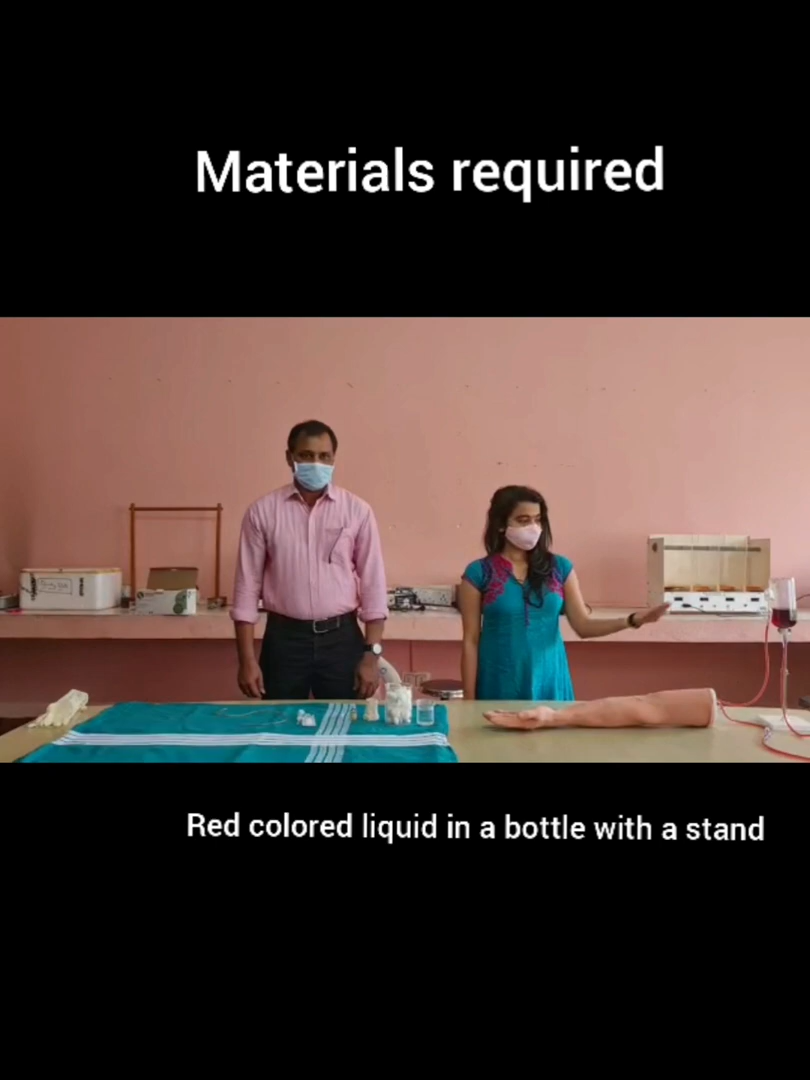 Materials required
Red colored liquid in a bottle with a stand